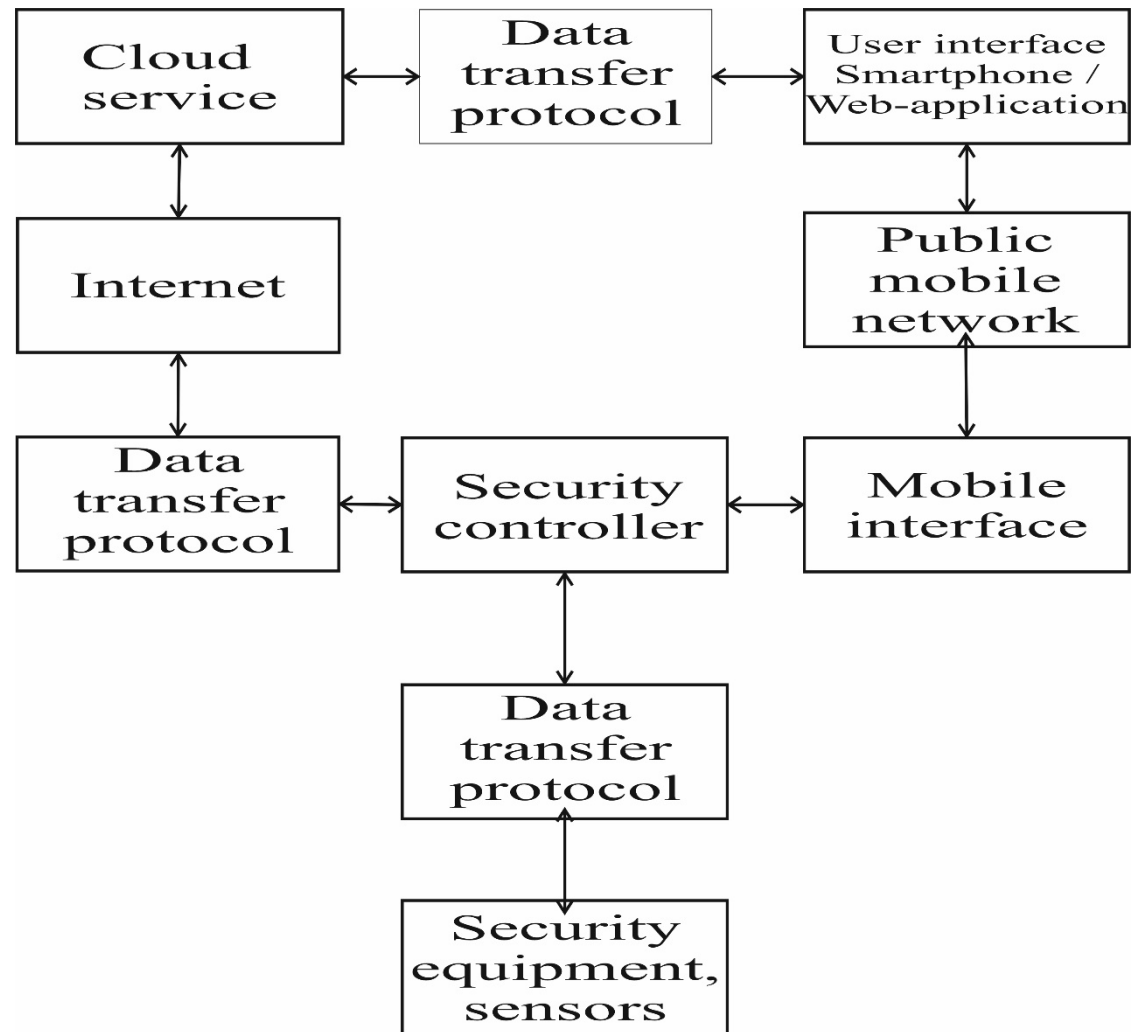 Cloud
service
Data
transfer
protocol
User interface
Smartphone /
Web-application
Internet
Public
mobile
network
Data
transfer
protocol
Security
controller
Mobile
interface
Data
transfer
protocol
Security
equipment,
sensors